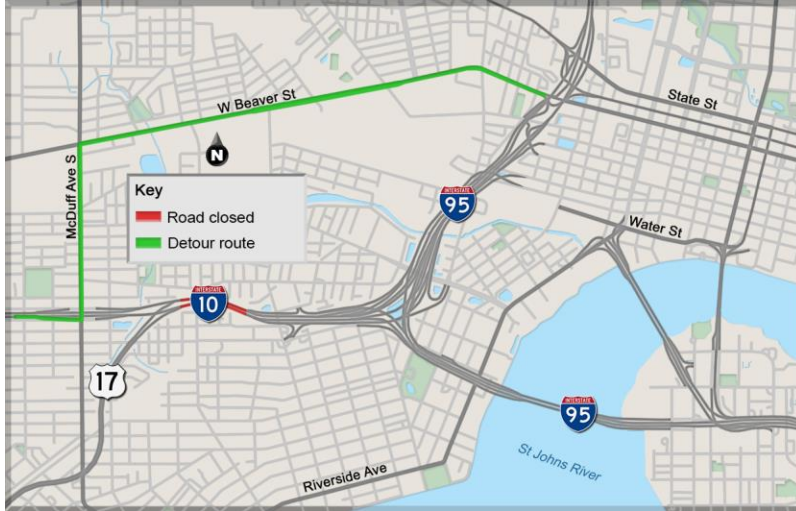 W Beaver St
State St
McDuff Ave S
N
Key
Road closed
Detour route
INTERSTATE
95
Water St
INTERSTATE
10
17
INTERSTATE
95
St Johns River
Riverside Ave